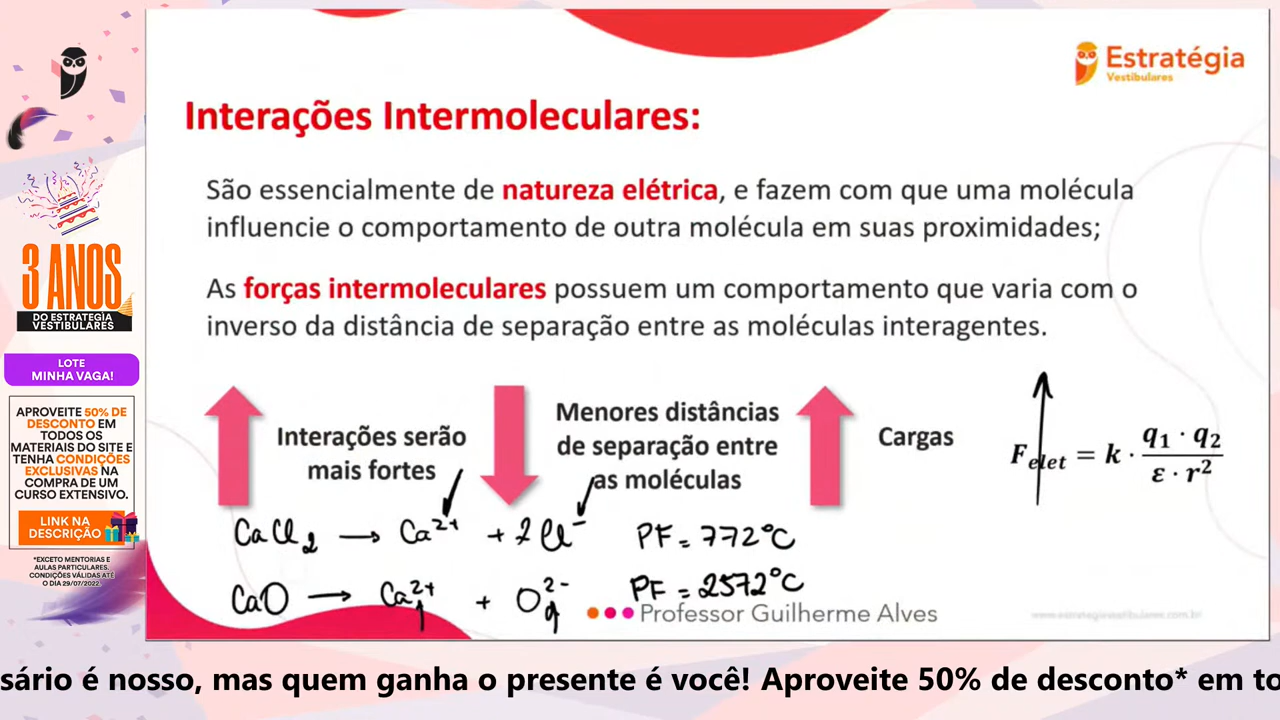 Estratégia
Vestibulares
Interações Intermoleculares:
São essencialmente de natureza elétrica, e fazem com que uma molécula
influencie o comportamento de outra molécula em suas proximidades;
As forças intermoleculares possuem um comportamento que varia com o
inverso da distância de separação entre as moléculas interagentes.
Interações serão
mais fortes
Menores distâncias
de separação entre
as moléculas
Cargas
F_elet = k · (q₁ · q₂) / (ε · r²)
CaCl₂ → Ca²⁺ + 2Cl⁻ PF = 772°C
CaO → Ca²⁺ + O²⁻ PF = 2572°C
Professor Guilherme Alves
www.estrategiavestibulares.com.br
3 ANOS
DO ESTRATÉGIA
VESTIBULARES
LOTE
MINHA VAGA!
APROVEITE 50% DE
DESCONTO EM
TODOS OS
MATERIAIS DO SITE E
TENHA CONDIÇÕES
EXCLUSIVAS NA
COMPRA DE UM
CURSO EXTENSIVO.
LINK NA
DESCRIÇÃO
*EXCETO MENTORIAS E
AULAS PARTICULARES.
CONDIÇÕES VÁLIDAS ATÉ
O DIA 29/07/2022.
sário é nosso, mas quem ganha o presente é você! Aproveite 50% de desconto* em to